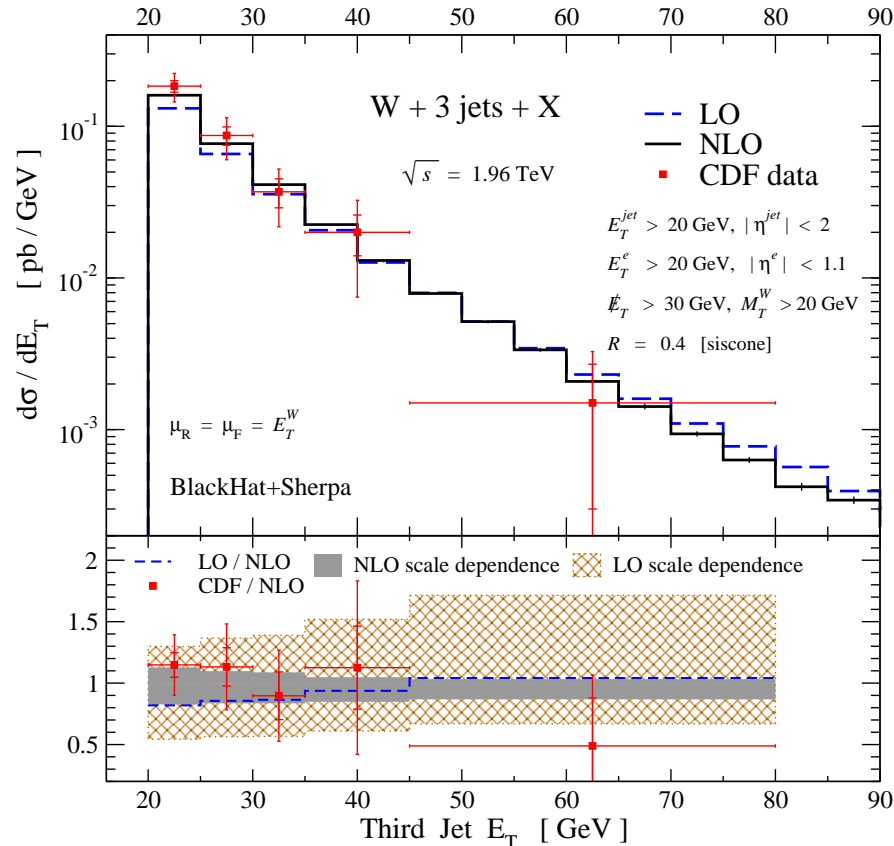 20 30 40 50 60 70 80 90
W + 3 jets + X
√s = 1.96 TeV
LO
NLO
CDF data
E_T^jet > 20 GeV, | η^jet | < 2
E_T^e > 20 GeV, | η^e | < 1.1
E̸_T > 30 GeV, M_T^W > 20 GeV
R = 0.4 [siscone]
10^-1
10^-2
10^-3
dσ / dE_T [ pb / GeV ]
μ_R = μ_F = E_T^W
BlackHat+Sherpa
LO / NLO
CDF / NLO
NLO scale dependence
LO scale dependence
2
1.5
1
0.5
20 30 40 50 60 70 80 90
Third Jet E_T [ GeV ]